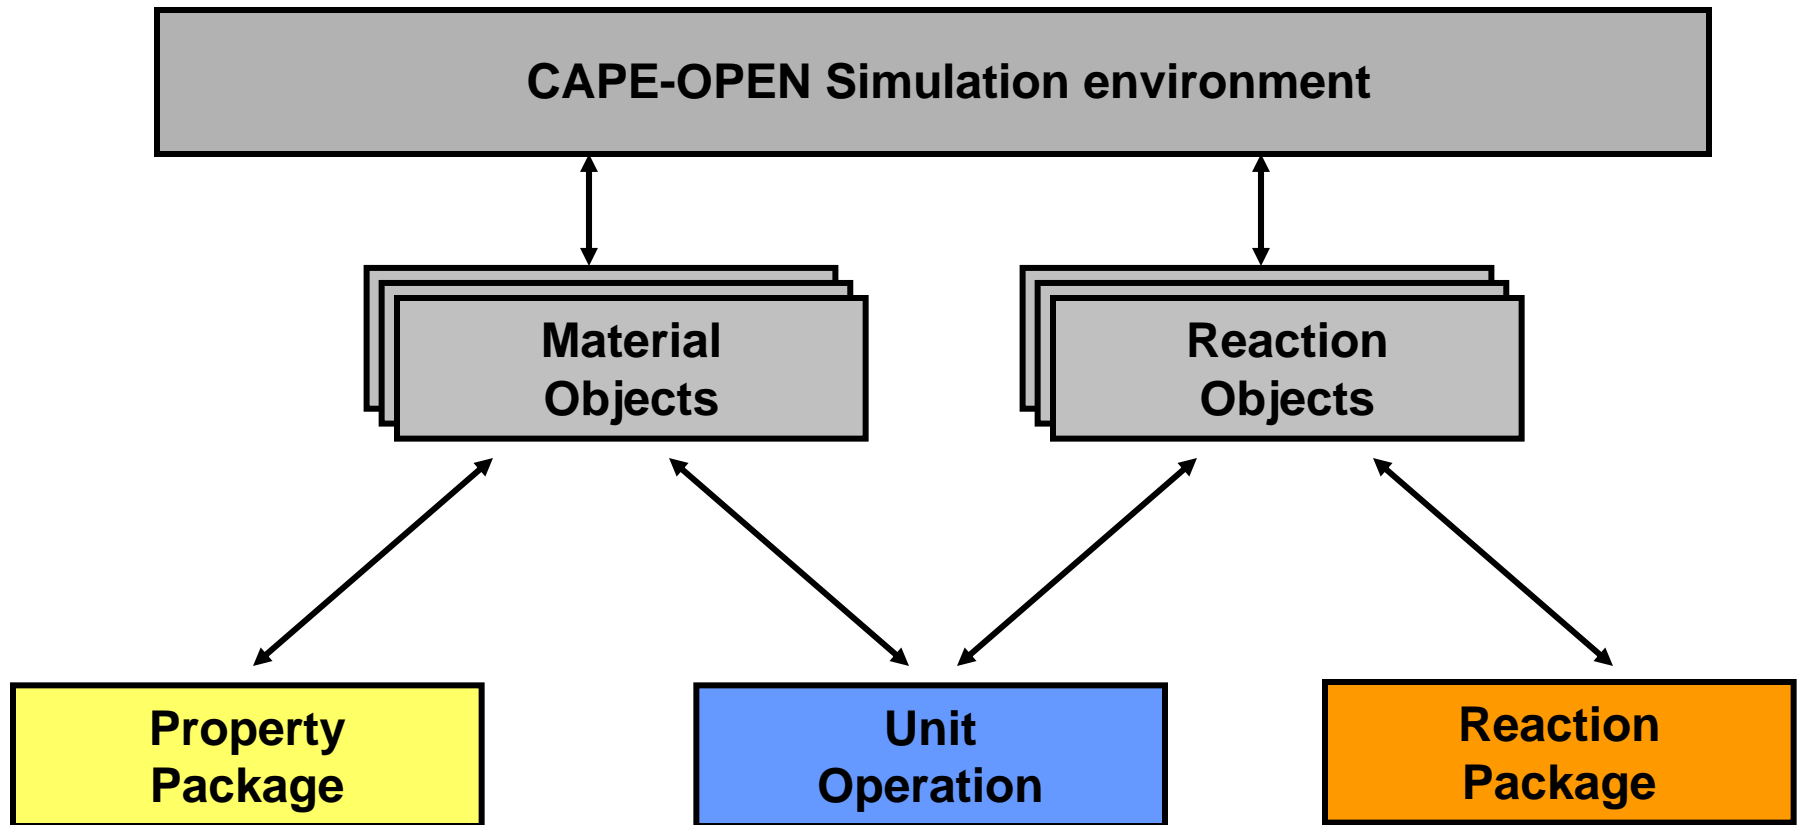 CAPE-OPEN Simulation environment
Material
Objects
Reaction
Objects
Property
Package
Unit
Operation
Reaction
Package